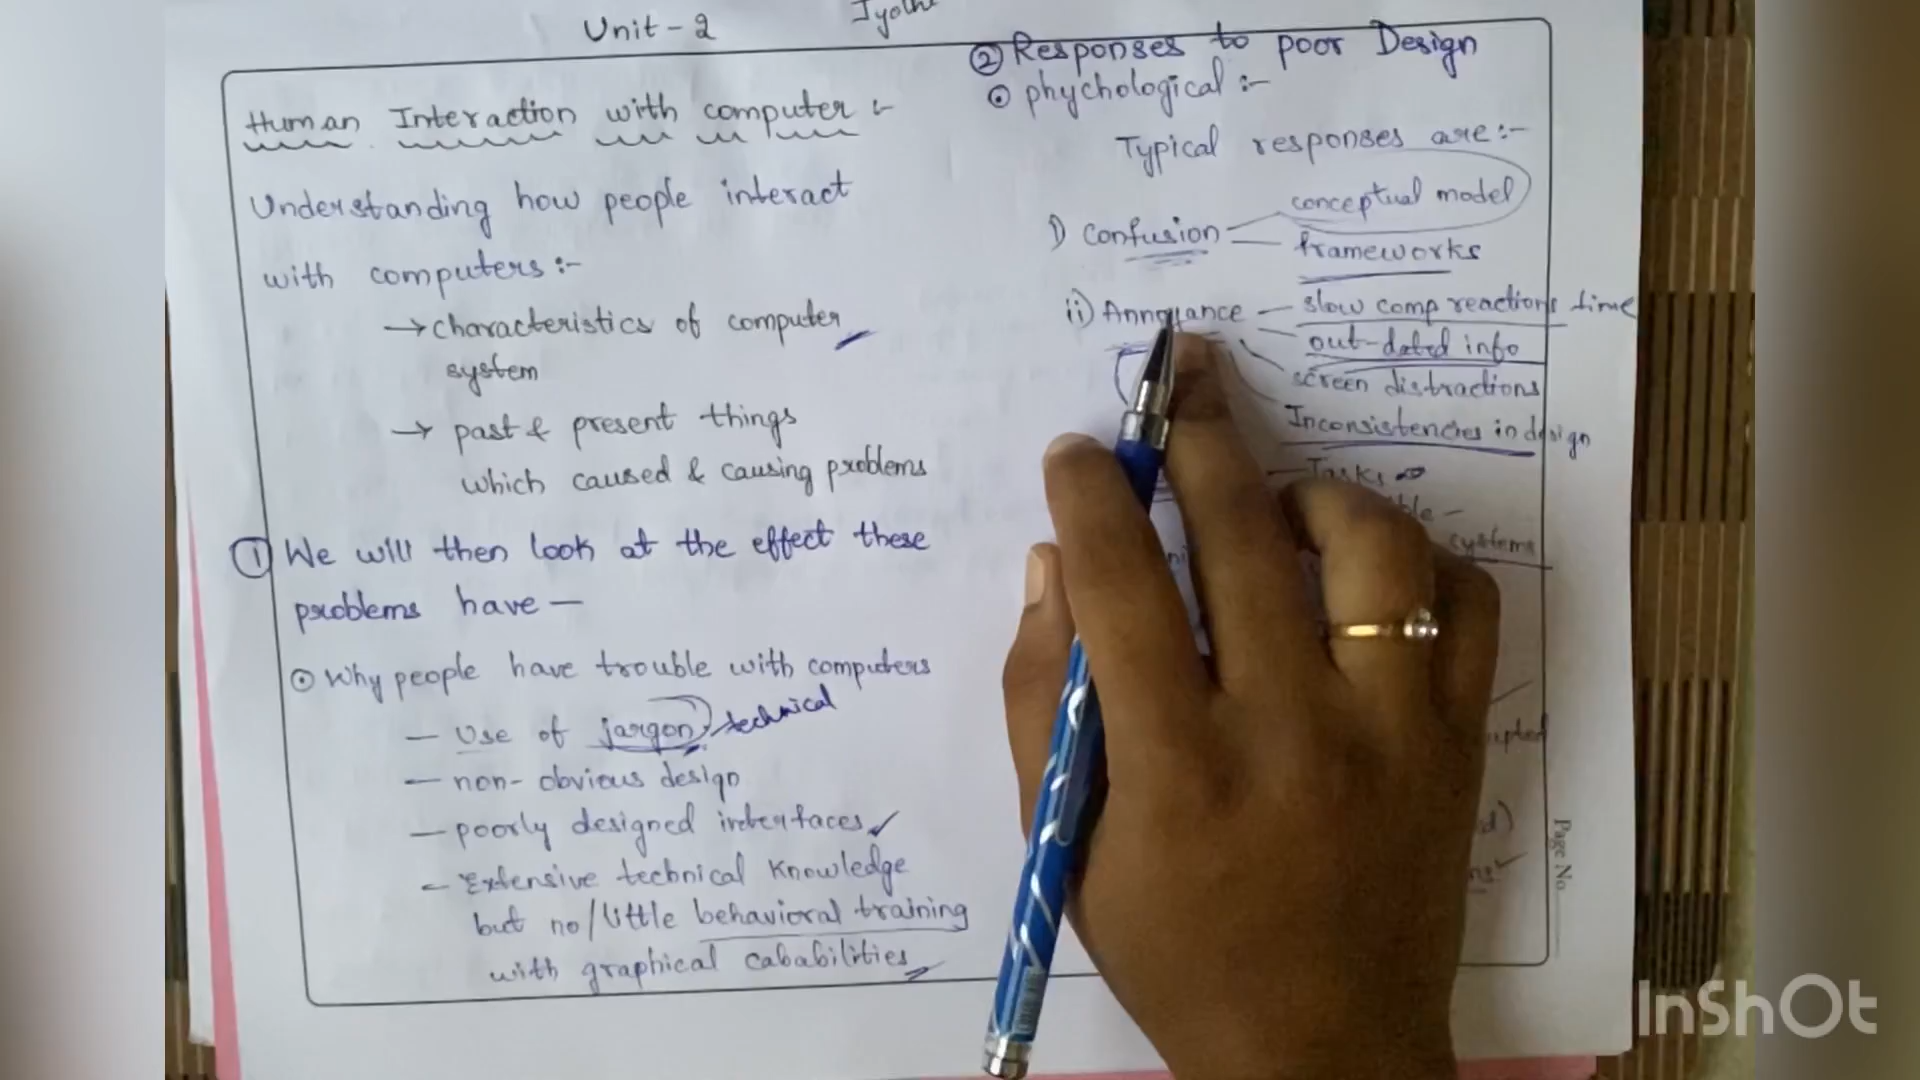 Unit - 2
Human Interaction with computer :-
Understanding how people interact
with computers :-
→ characteristics of computer
system
→ past & present things
which caused & causing problems
① We will then look at the effect these
problems have —
⊙ Why people have trouble with computers
— Use of jargon technical
— non-obvious design
— poorly designed interfaces ✓
— Extensive technical knowledge
but no/little behavioral training
with graphical cababilities
② Responses to poor Design
⊙ phychological :-
Typical responses are :-
i) Confusion — conceptual model
— frameworks
ii) Annoyance — slow comp reactions time
— out-dated info
screen distractions
Inconsistencies in design
— Tasks
systems
Page No.
InShOt